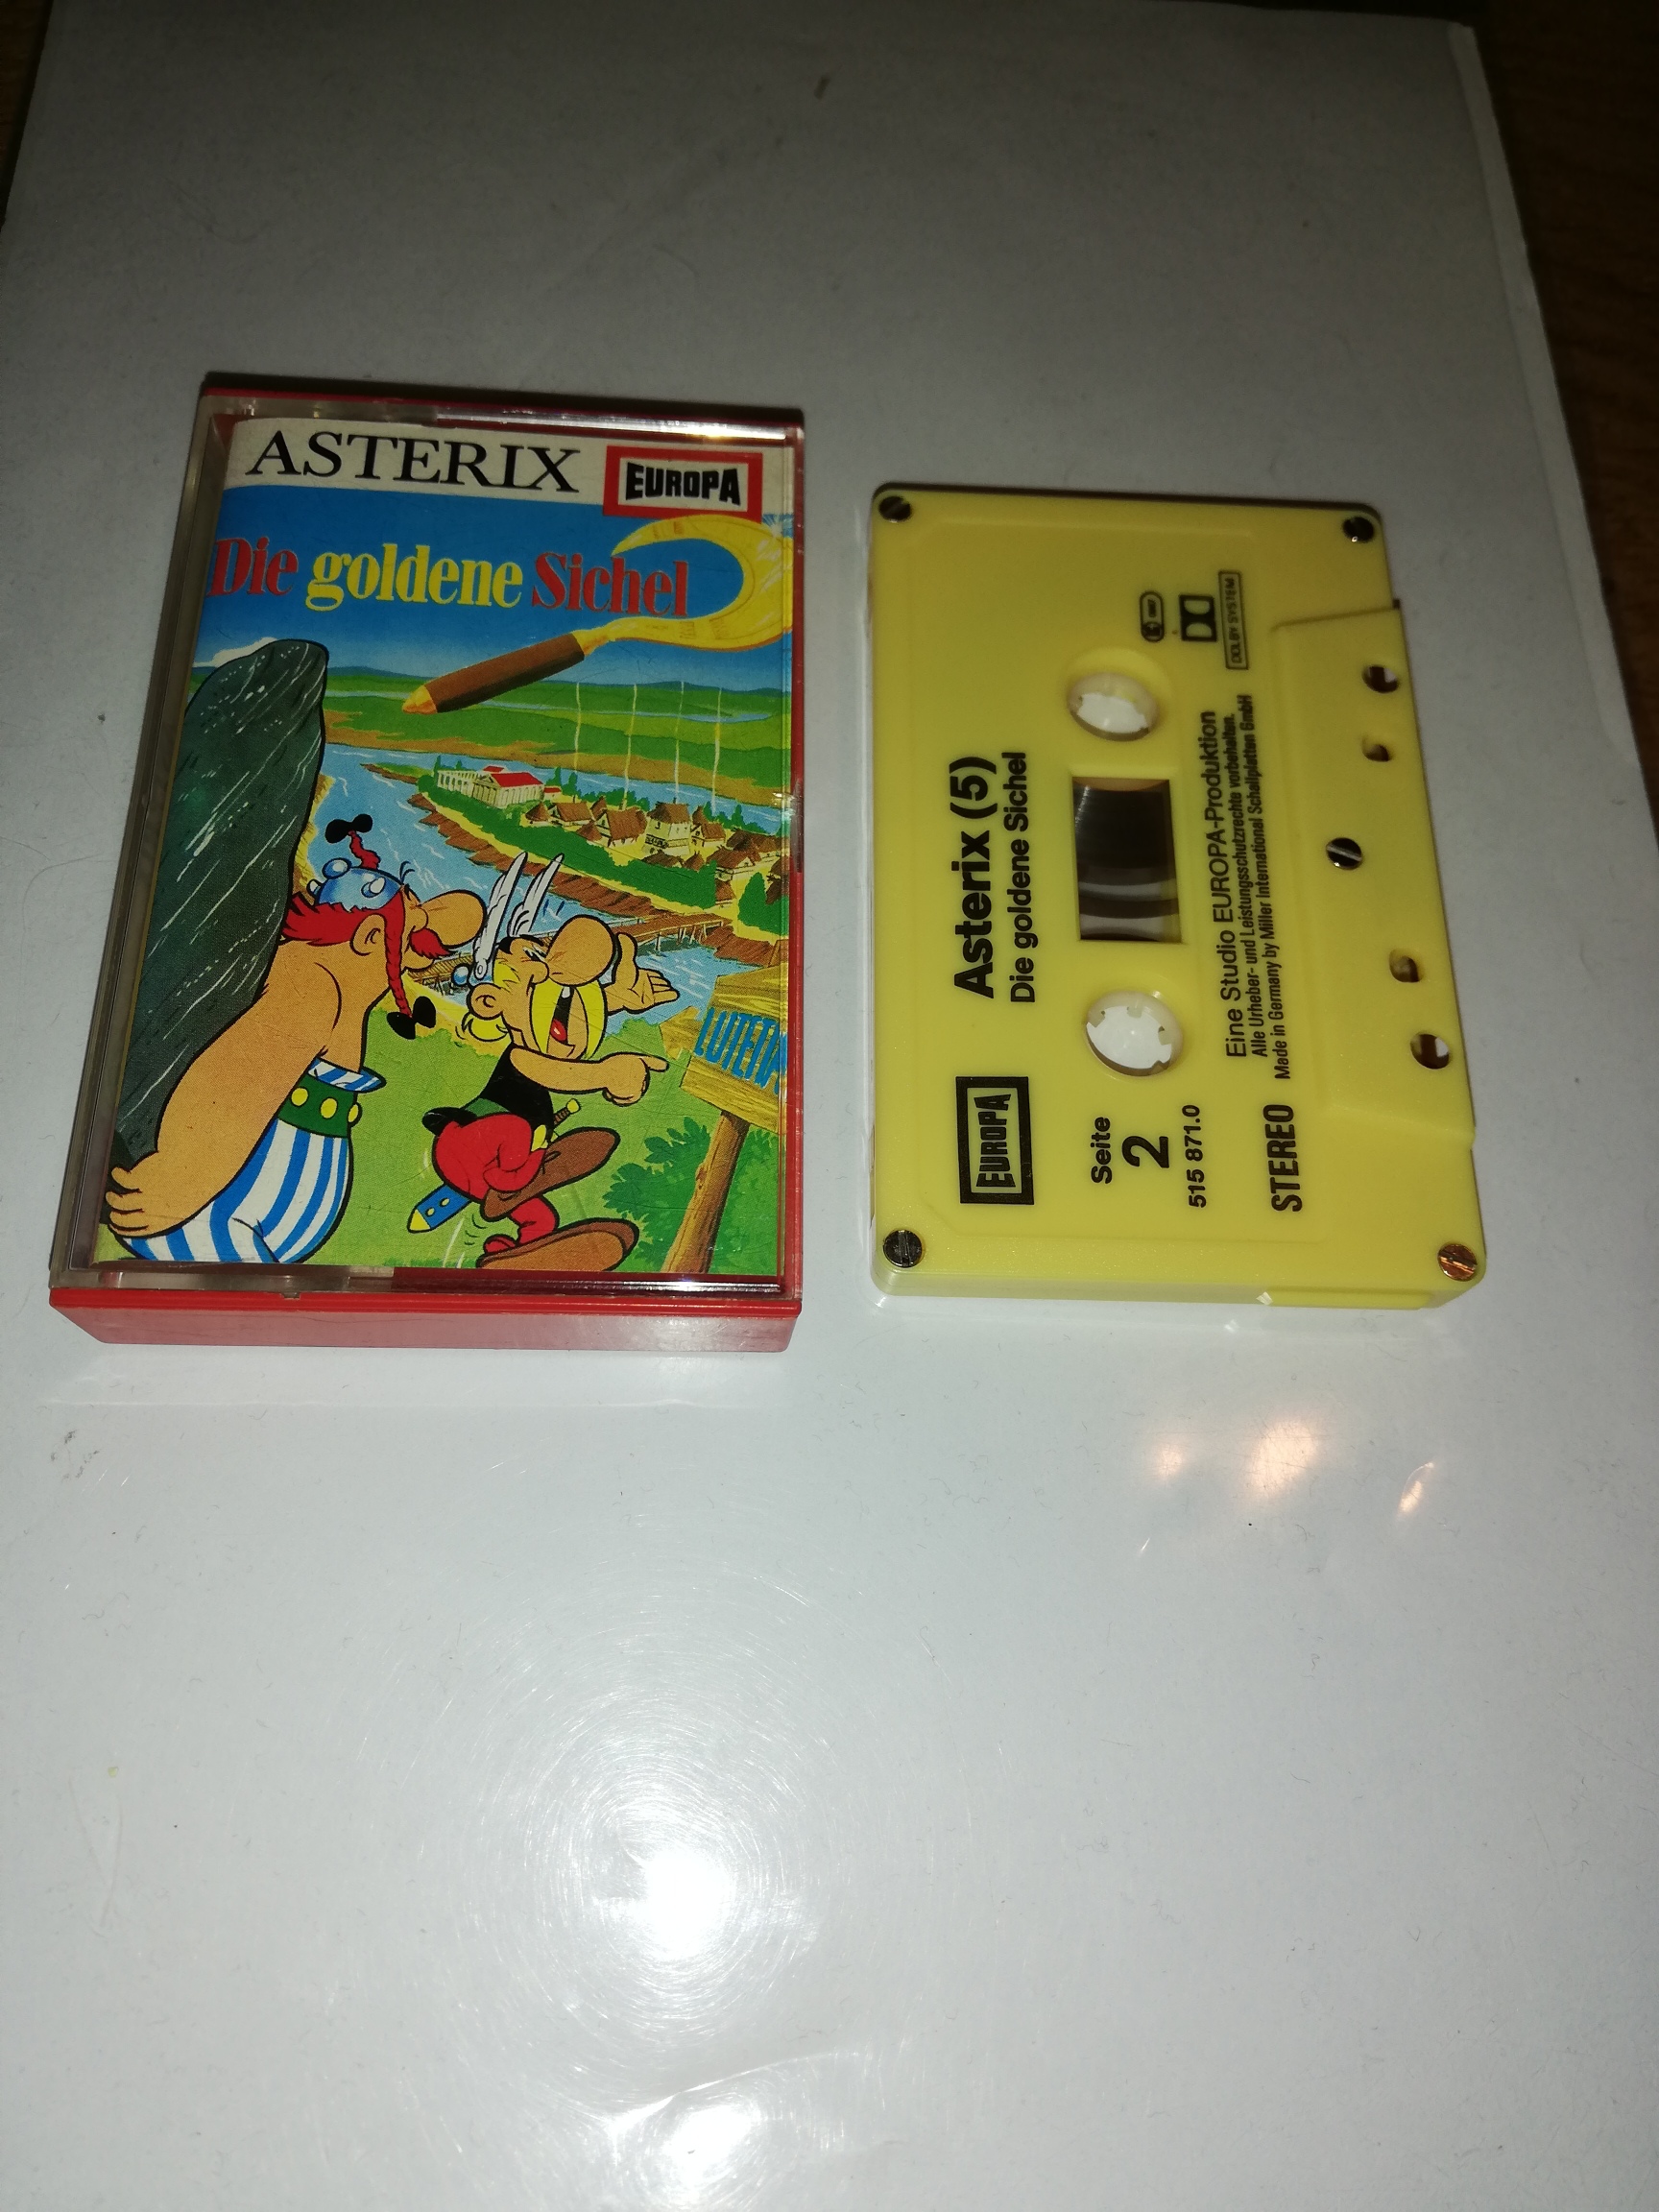 ASTERIX
EUROPA
Die goldene Sichel
Asterix (5)
Die goldene Sichel
EUROPA
Seite
2
515 871.0
STEREO
Eine Studio EUROPA-Produktion
Alle Urheber- und Leistungsschutzrechte vorbehalten.
Made in Germany by Miller International Schallplatten GmbH
DOLBY SYSTEM